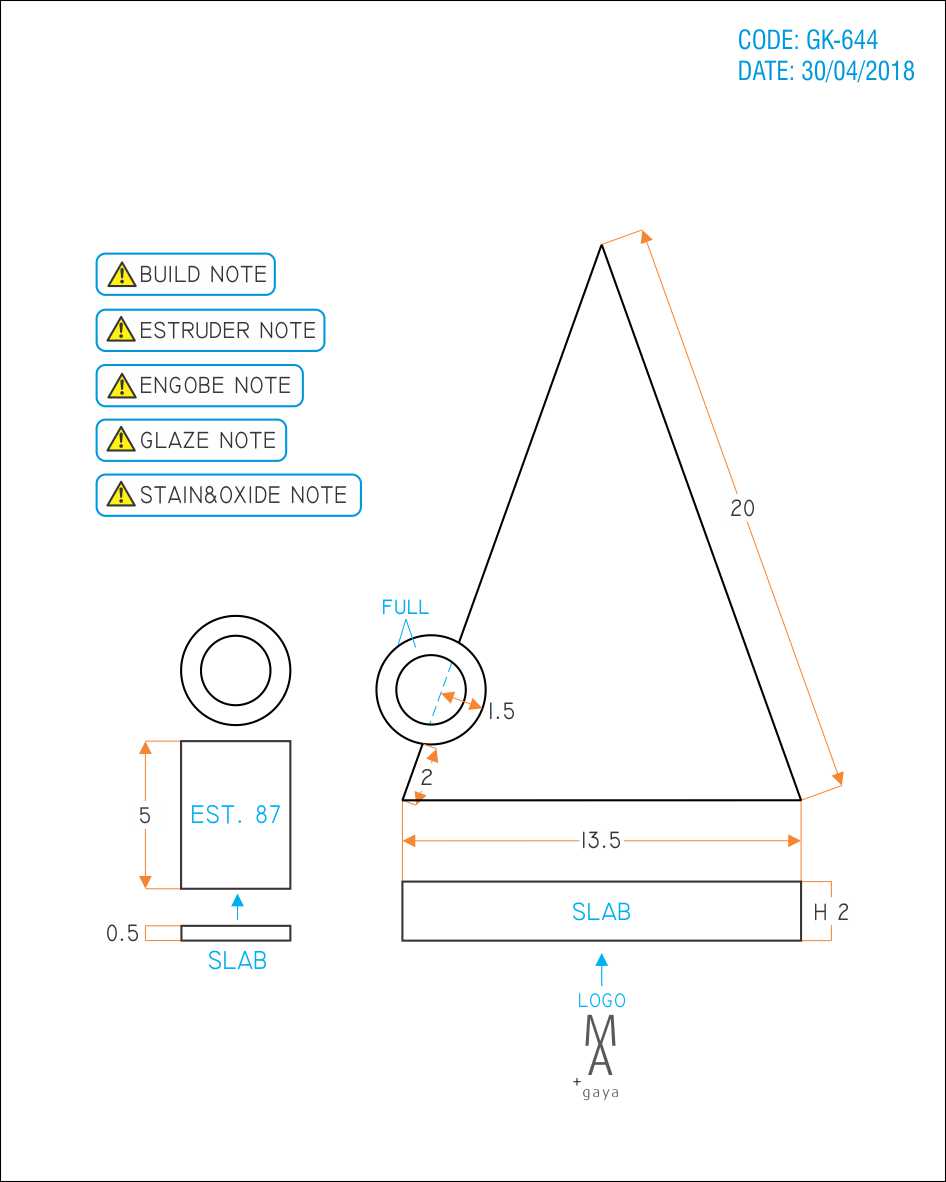 CODE: GK-644
DATE: 30/04/2018
BUILD NOTE
ESTRUDER NOTE
ENGOBE NOTE
GLAZE NOTE
STAIN&OXIDE NOTE
20
FULL
1.5
2
5
EST. 87
13.5
0.5
SLAB
SLAB
H 2
LOGO
MA
+gaya